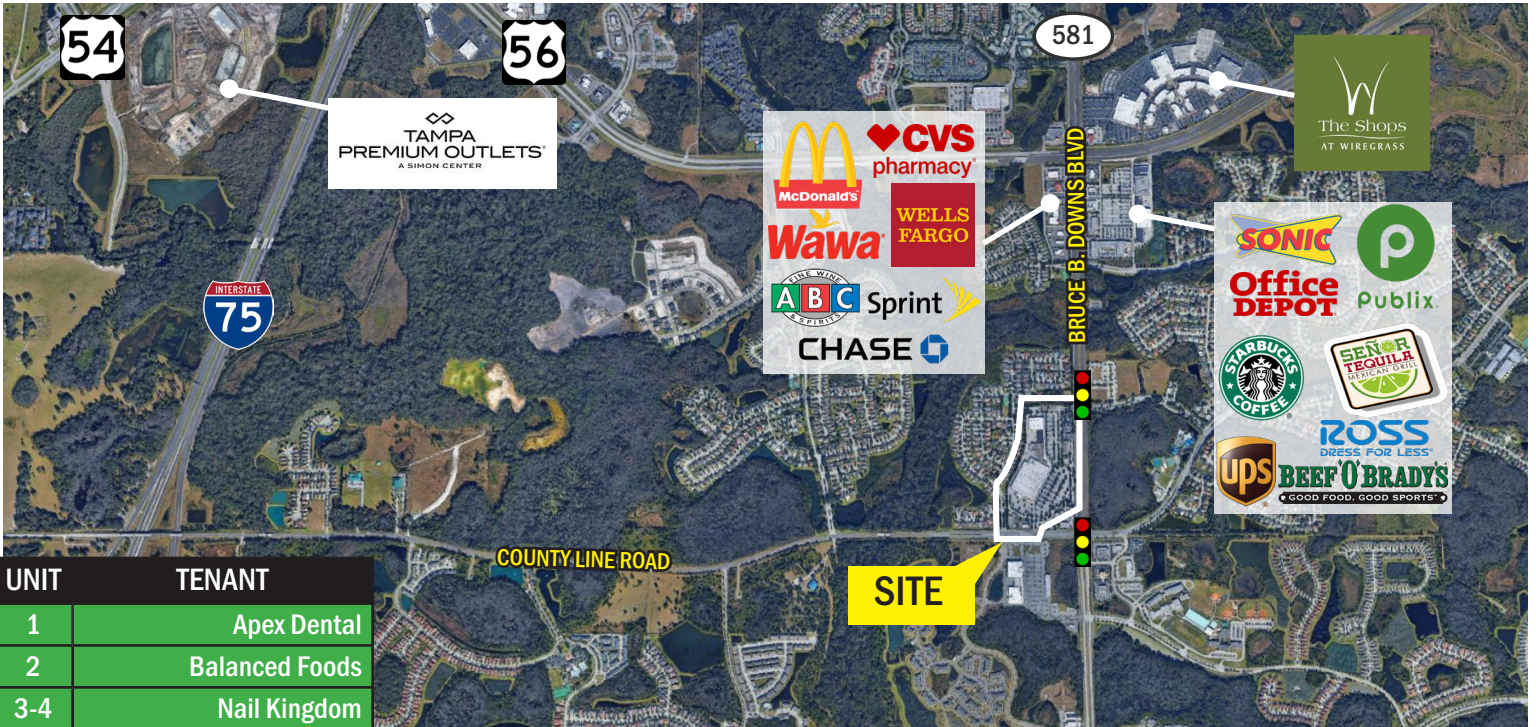 54
56
581
TAMPA
PREMIUM OUTLETS®
A SIMON CENTER
The Shops
AT WIREGRASS
McDonald's
CVS
pharmacy®
Wawa®
WELLS
FARGO
FINE WINE
ABC
& SPIRITS
Sprint
CHASE
BRUCE B. DOWNS BLVD
SONIC
Publix
Office
DEPOT
STARBUCKS
COFFEE
SEÑOR
TEQUILA
MEXICAN GRILL
ROSS
DRESS FOR LESS®
ups
BEEF 'O' BRADY'S
GOOD FOOD, GOOD SPORTS™
INTERSTATE
75
COUNTY LINE ROAD
SITE
UNIT TENANT
1 Apex Dental
2 Balanced Foods
3-4 Nail Kingdom